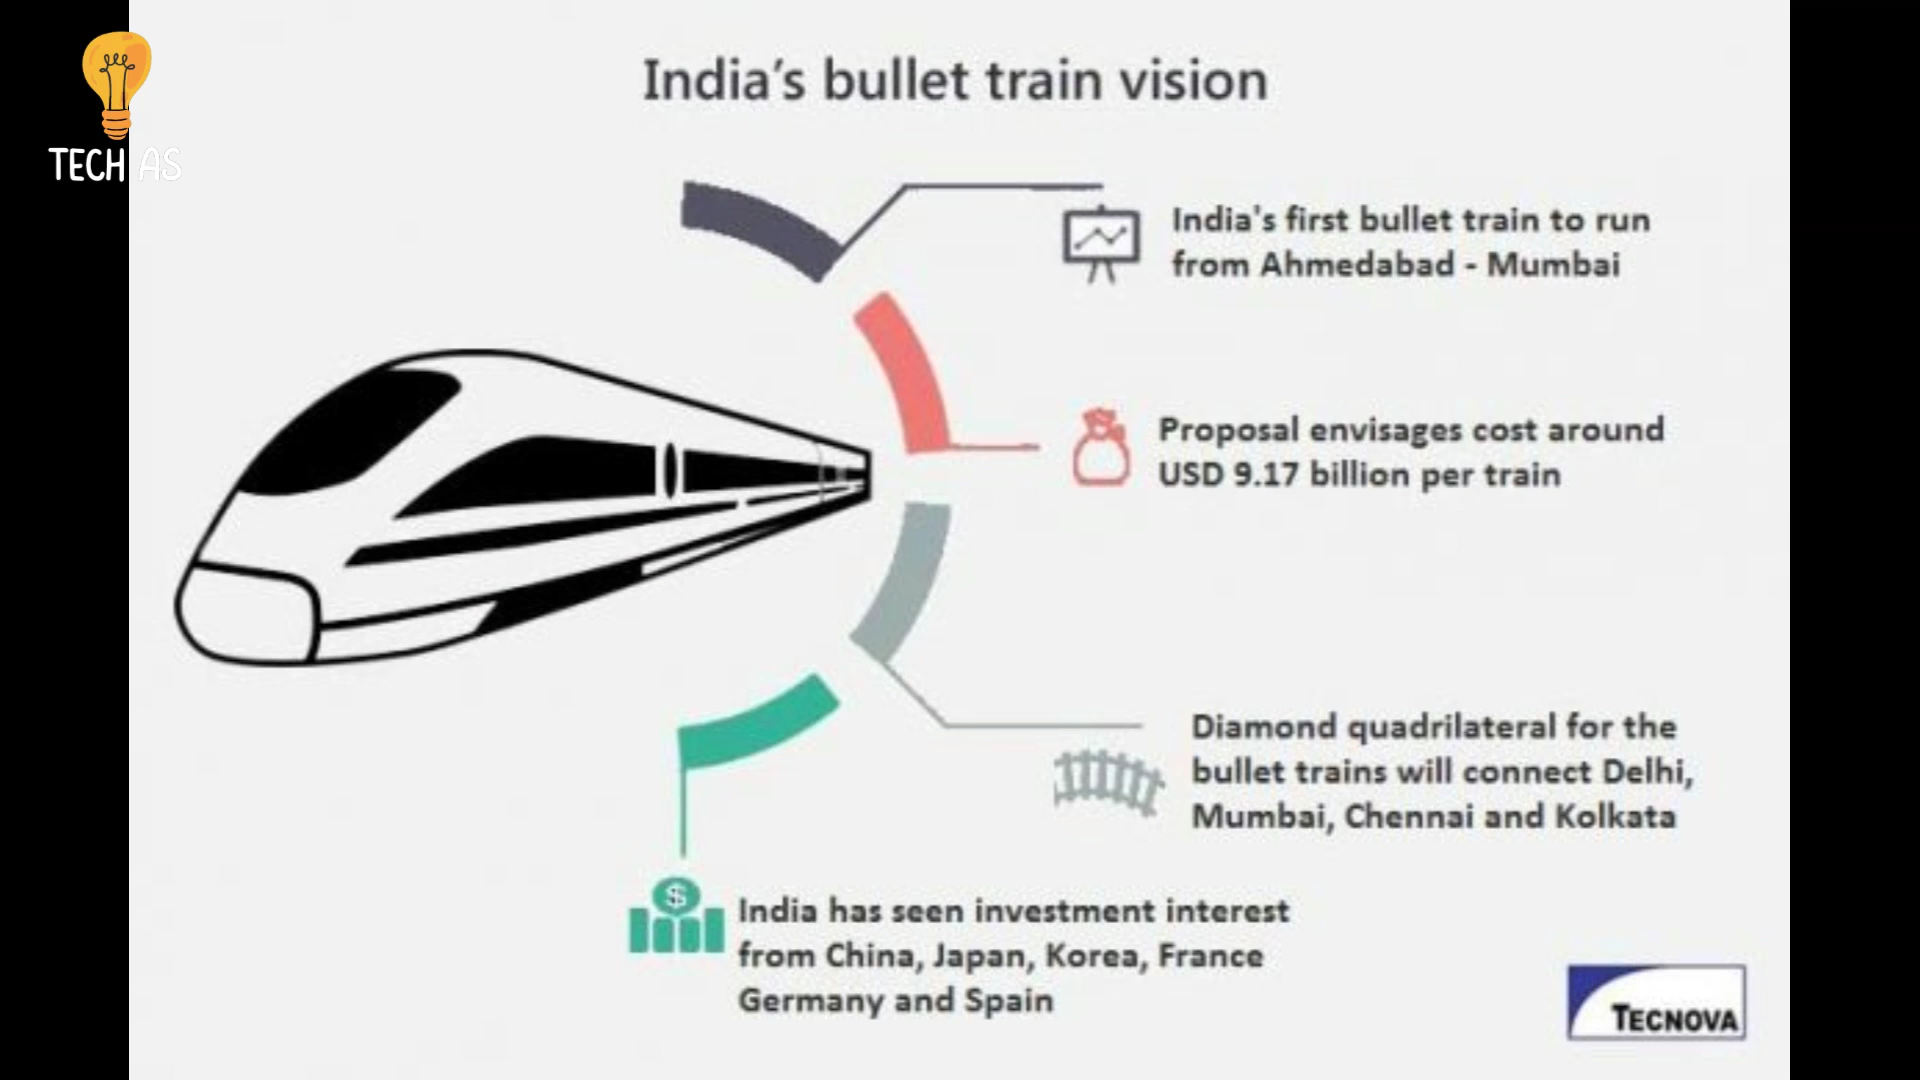 TECH AS
India’s bullet train vision
India's first bullet train to run
from Ahmedabad - Mumbai
Proposal envisages cost around
USD 9.17 billion per train
Diamond quadrilateral for the
bullet trains will connect Delhi,
Mumbai, Chennai and Kolkata
$
India has seen investment interest
from China, Japan, Korea, France
Germany and Spain
TECNOVA